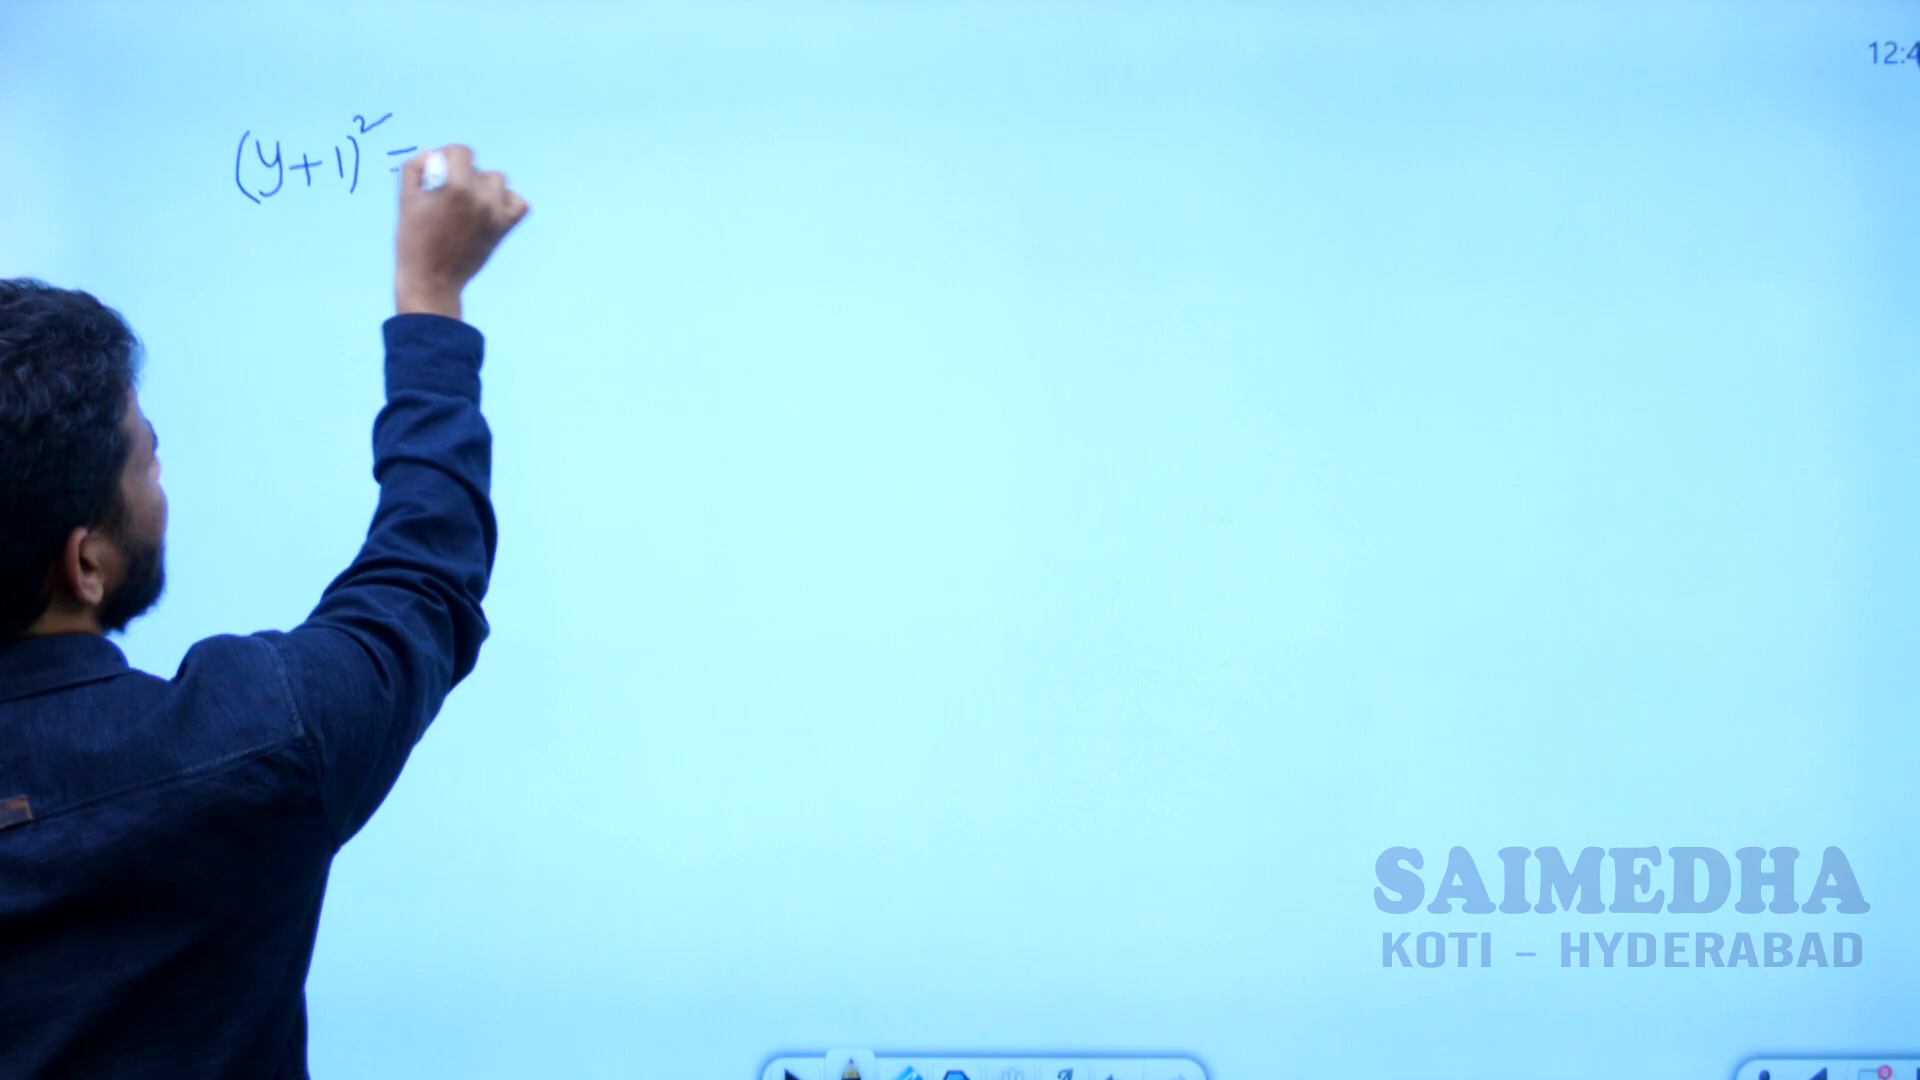 12:4
(y+1)² =
SAIMEDHA
KOTI – HYDERABAD